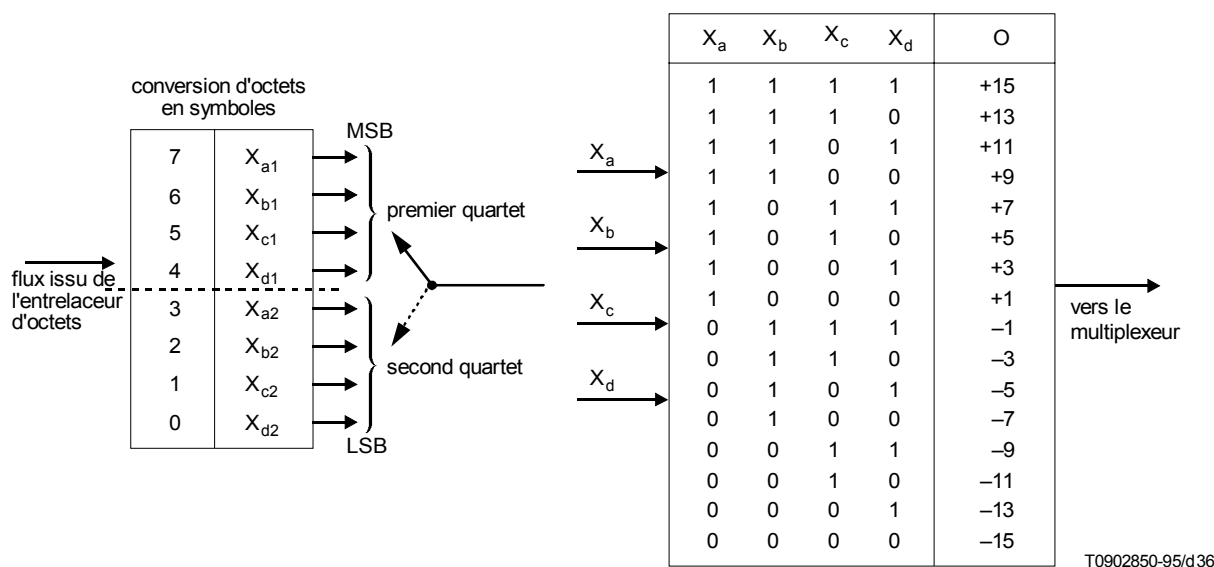 conversion d'octets
en symboles
7 Xa1
6 Xb1
5 Xc1
4 Xd1
3 Xa2
2 Xb2
1 Xc2
0 Xd2
MSB
premier quartet
second quartet
LSB
flux issu de
l'entrelaceur
d'octets
Xa
Xb
Xc
Xd
Xa Xb Xc Xd O
1 1 1 1 +15
1 1 1 0 +13
1 1 0 1 +11
1 1 0 0 +9
1 0 1 1 +7
1 0 1 0 +5
1 0 0 1 +3
1 0 0 0 +1
0 1 1 1 –1
0 1 1 0 –3
0 1 0 1 –5
0 1 0 0 –7
0 0 1 1 –9
0 0 1 0 –11
0 0 0 1 –13
0 0 0 0 –15
vers le
multiplexeur
T0902850-95/d36